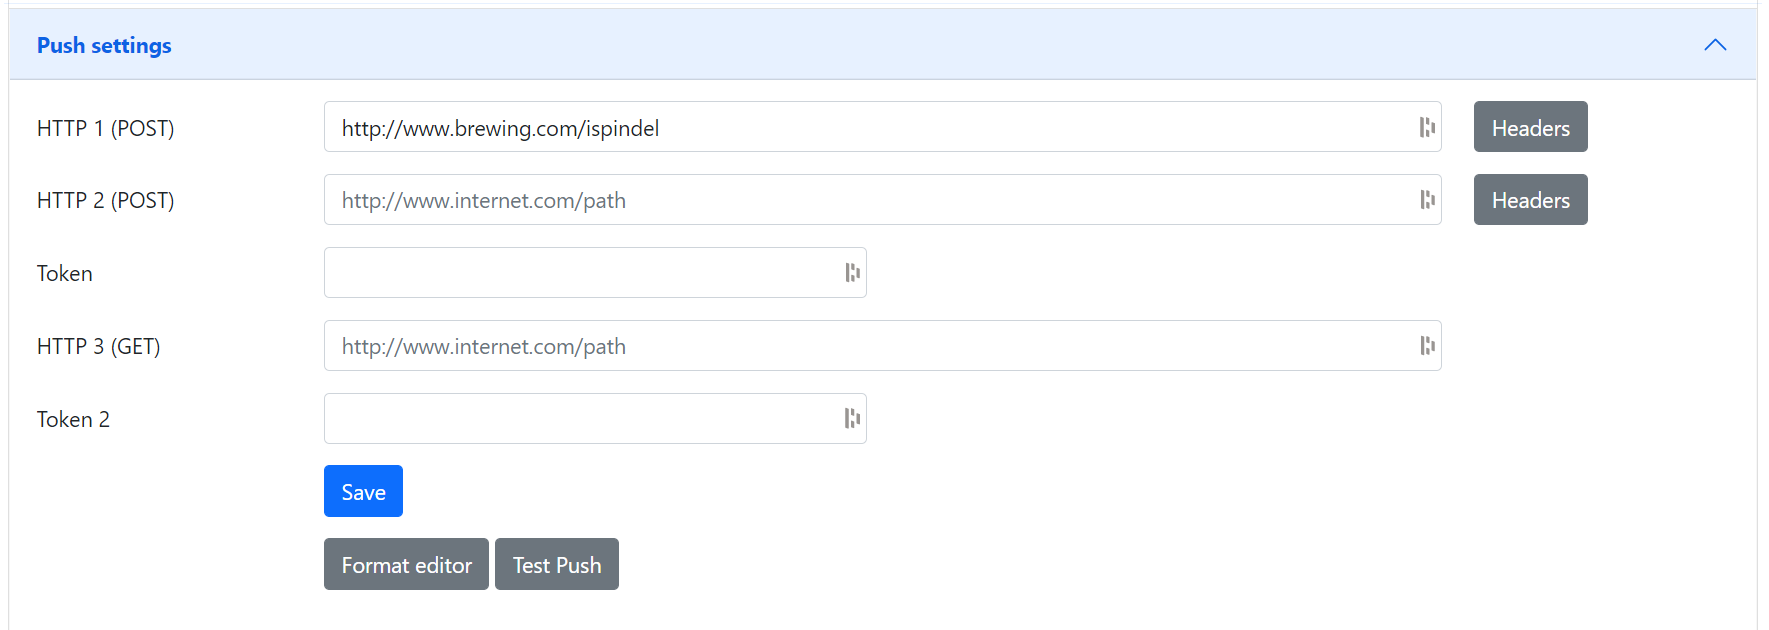 Push settings
HTTP 1 (POST) http://www.brewing.com/ispindel Headers
HTTP 2 (POST) http://www.internet.com/path Headers
Token
HTTP 3 (GET) http://www.internet.com/path
Token 2
Save
Format editor Test Push